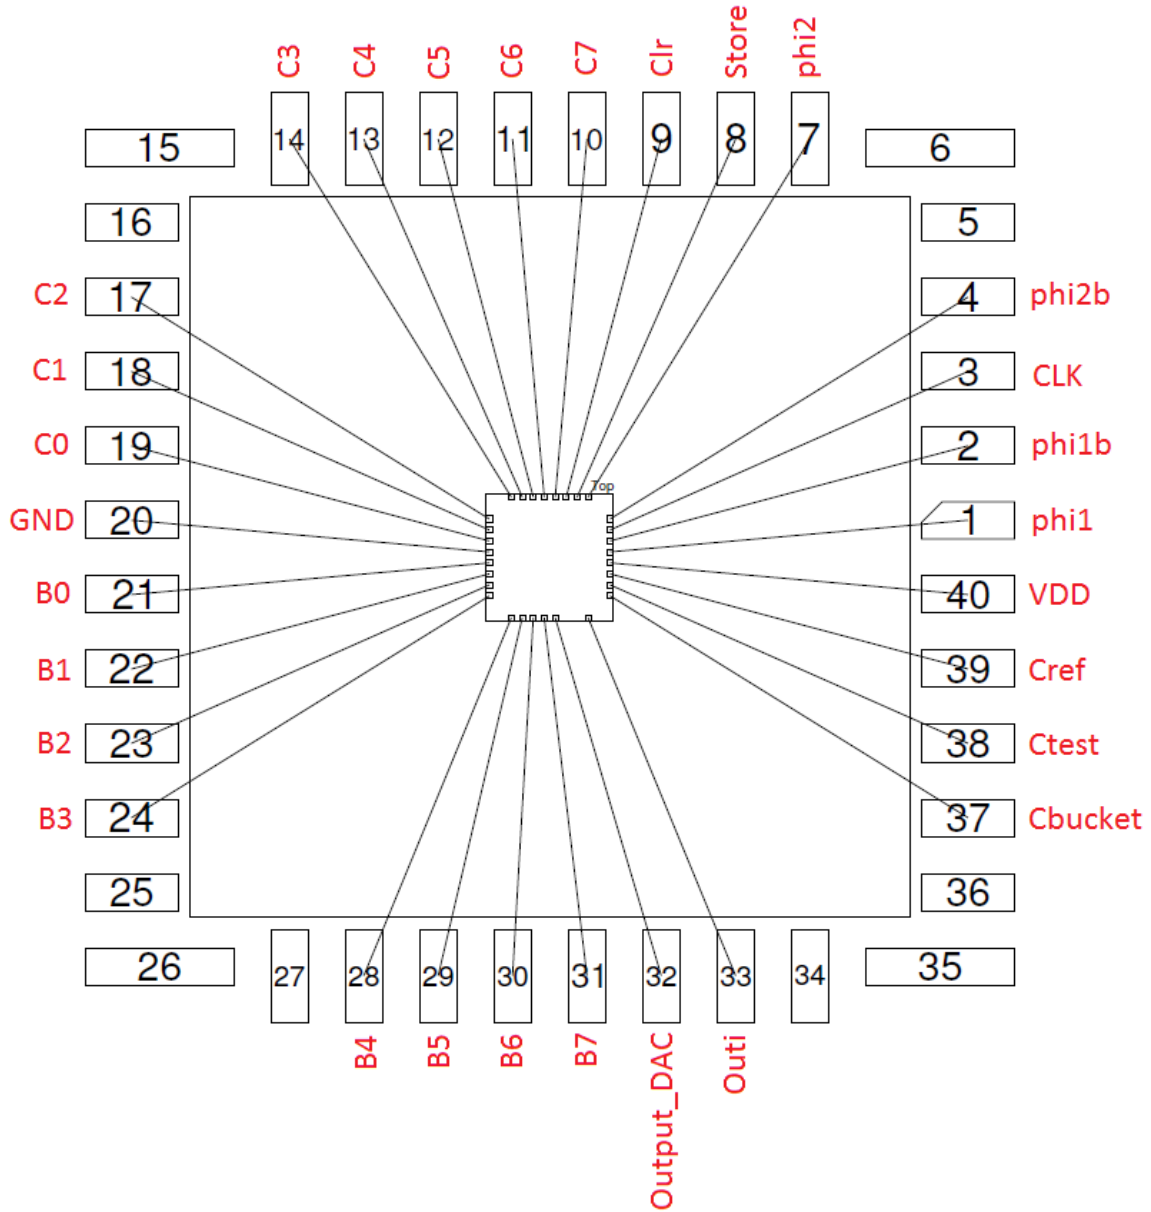 C3 C4 C5 C6 C7 Clr Store phi2
14 13 12 11 10 9 8 7
15 6
16 5
C2 17 4 phi2b
C1 18 3 CLK
C0 19 2 phi1b
Top
GND 20 1 phi1
B0 21 40 VDD
B1 22 39 Cref
B2 23 38 Ctest
B3 24 37 Cbucket
25 36
26 35
27 28 29 30 31 32 33 34
B4 B5 B6 B7 Output_DAC Outi